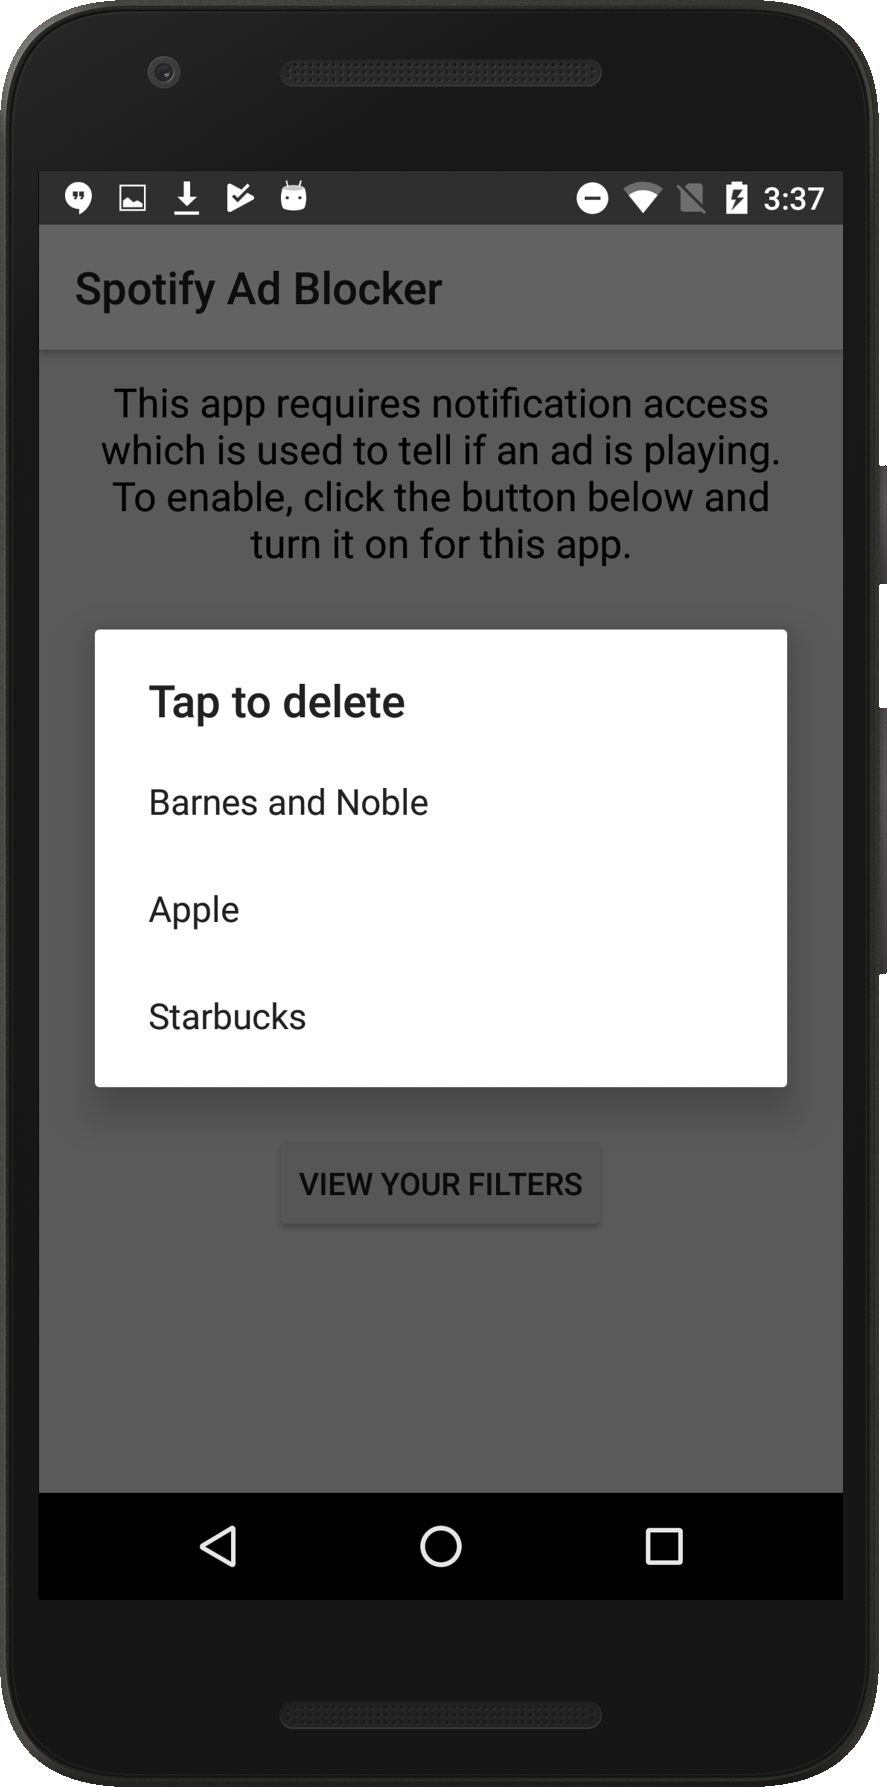 3:37
Spotify Ad Blocker
This app requires notification access
which is used to tell if an ad is playing.
To enable, click the button below and
turn it on for this app.
Tap to delete
Barnes and Noble
Apple
Starbucks
VIEW YOUR FILTERS